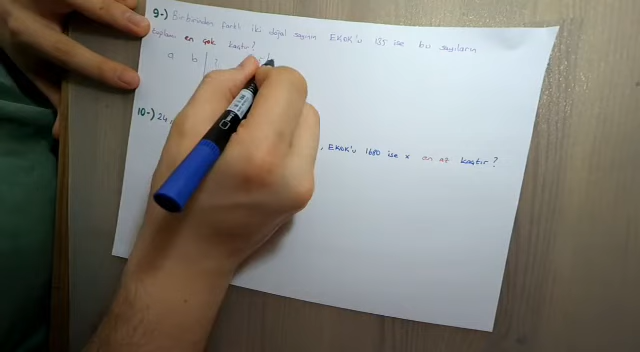 9-) Birbirinden farklı iki doğal sayının EKOK'u 135 ise bu sayıların
toplamı en çok kaçtır?
a b
10-) 24, , EKOK'u 1680 ise x en az kaçtır?